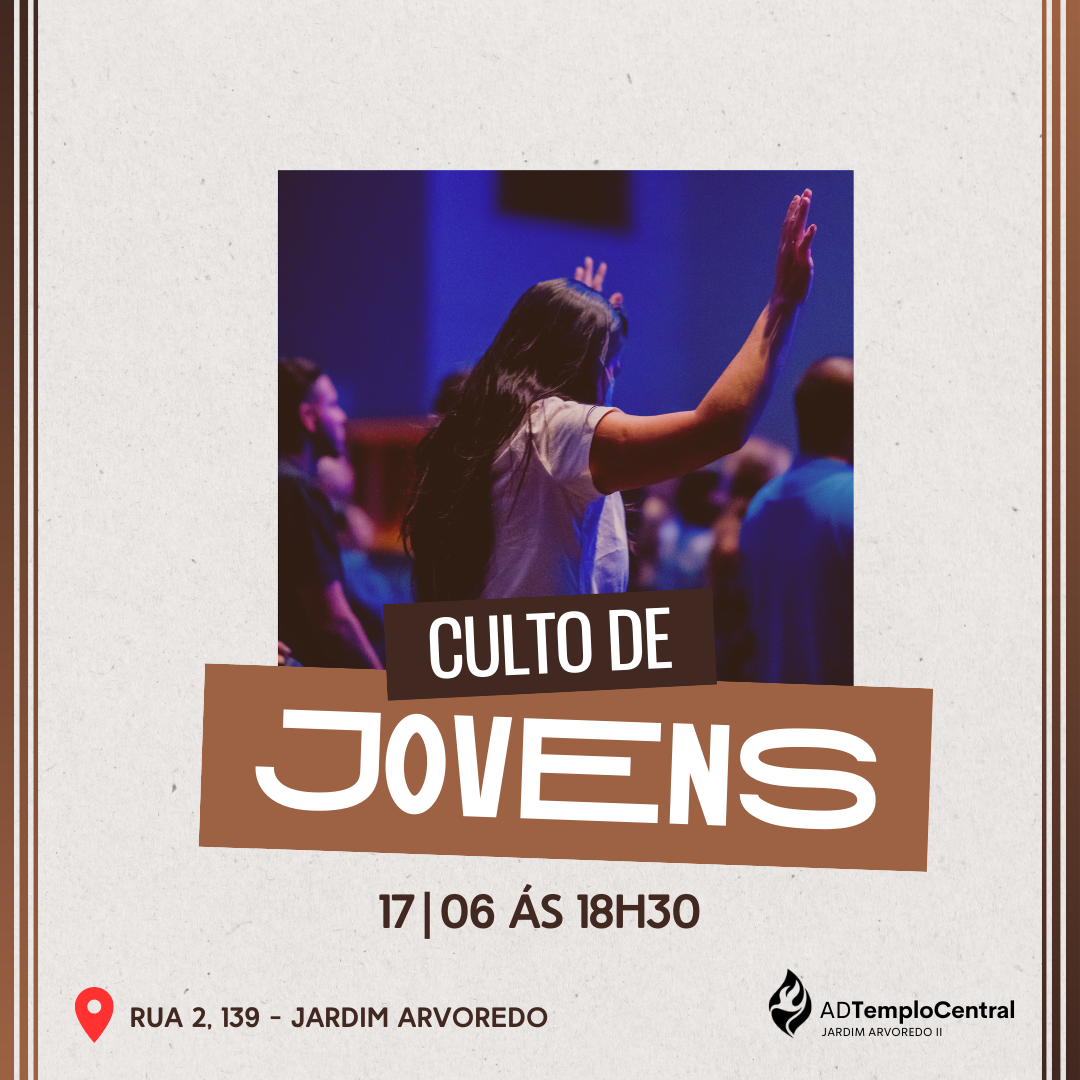 CULTO DE
JOVENS
17|06 ÁS 18H30
RUA 2, 139 - JARDIM ARVOREDO
ADTemploCentral
JARDIM ARVOREDO II